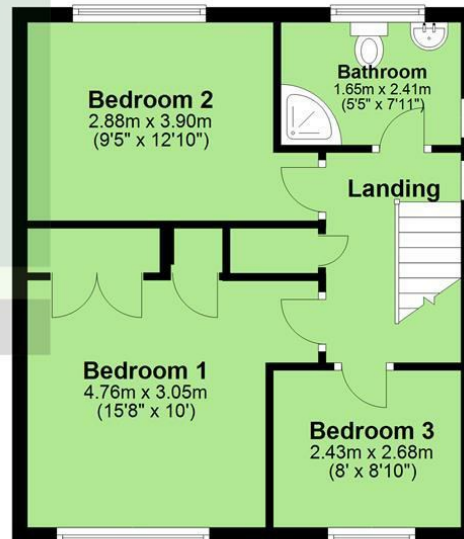 Bedroom 2
2.88m x 3.90m
(9'5" x 12'10")
Bathroom
1.65m x 2.41m
(5'5" x 7'11")
Landing
Bedroom 1
4.76m x 3.05m
(15'8" x 10')
Bedroom 3
2.43m x 2.68m
(8' x 8'10")